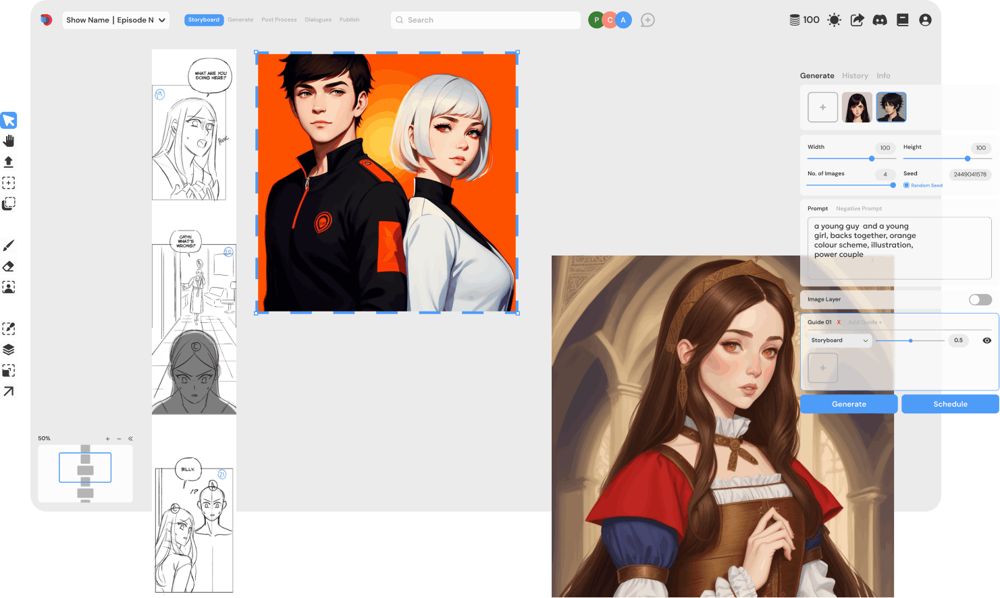 Show Name | Episode N
Storyboard
Generate
Post Process
Dialogues
Publish
Search
P
C
A
100
WHAT ARE YOU
DOING HERE?
19
Panic
CATHY,
WHAT'S
WRONG?
20
C
BILLY.
21
!?
Generate
History
Info
+
Width
100
Height
100
No. of Images
4
Seed
2449041578
Random Seed
Prompt
Negative Prompt
a young guy and a young
girl, backs together, orange
colour scheme, illustration,
power couple
Image Layer
Guide 01
X
Add Guide +
Storyboard
0.5
+
Generate
Schedule
50%
+
−
«